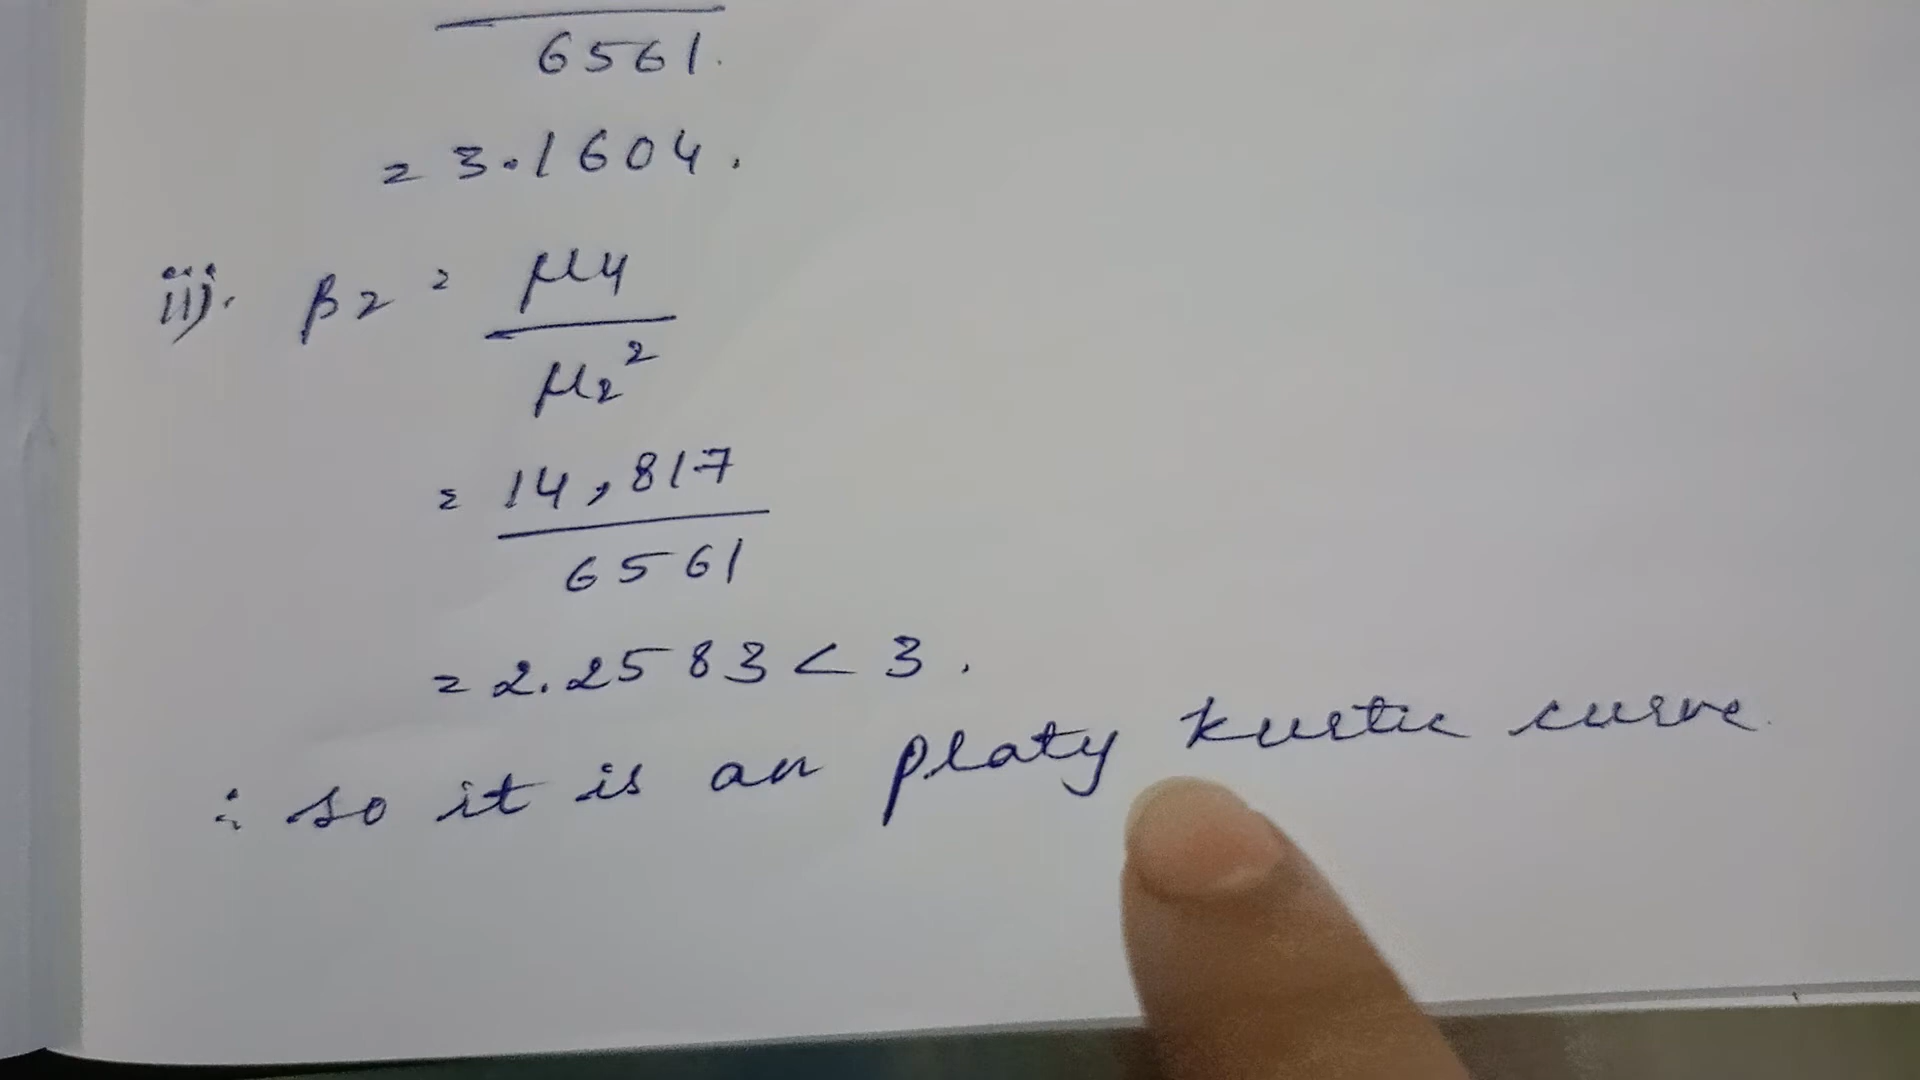 6561.
= 3.1604.
iii). β2 = μ4
μ2²
= 14,817
6561
= 2.2583 < 3.
∴ so it is an platy kurtic curve.